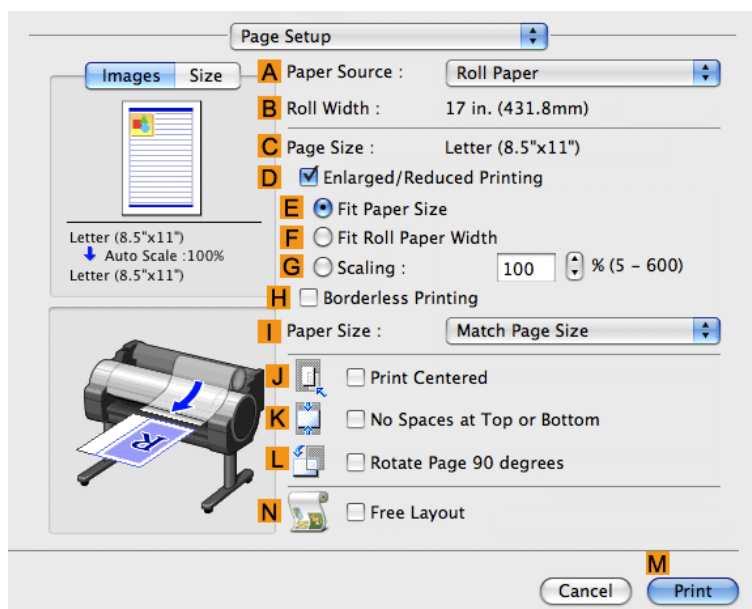 Page Setup
Images Size
A Paper Source : Roll Paper
B Roll Width : 17 in. (431.8mm)
C Page Size : Letter (8.5"x11")
D Enlarged/Reduced Printing
E Fit Paper Size
F Fit Roll Paper Width
G Scaling : 100 % (5 - 600)
Letter (8.5"x11")
Auto Scale :100%
Letter (8.5"x11")
H Borderless Printing
I Paper Size : Match Page Size
J Print Centered
K No Spaces at Top or Bottom
L Rotate Page 90 degrees
R
N Free Layout
M
Cancel Print